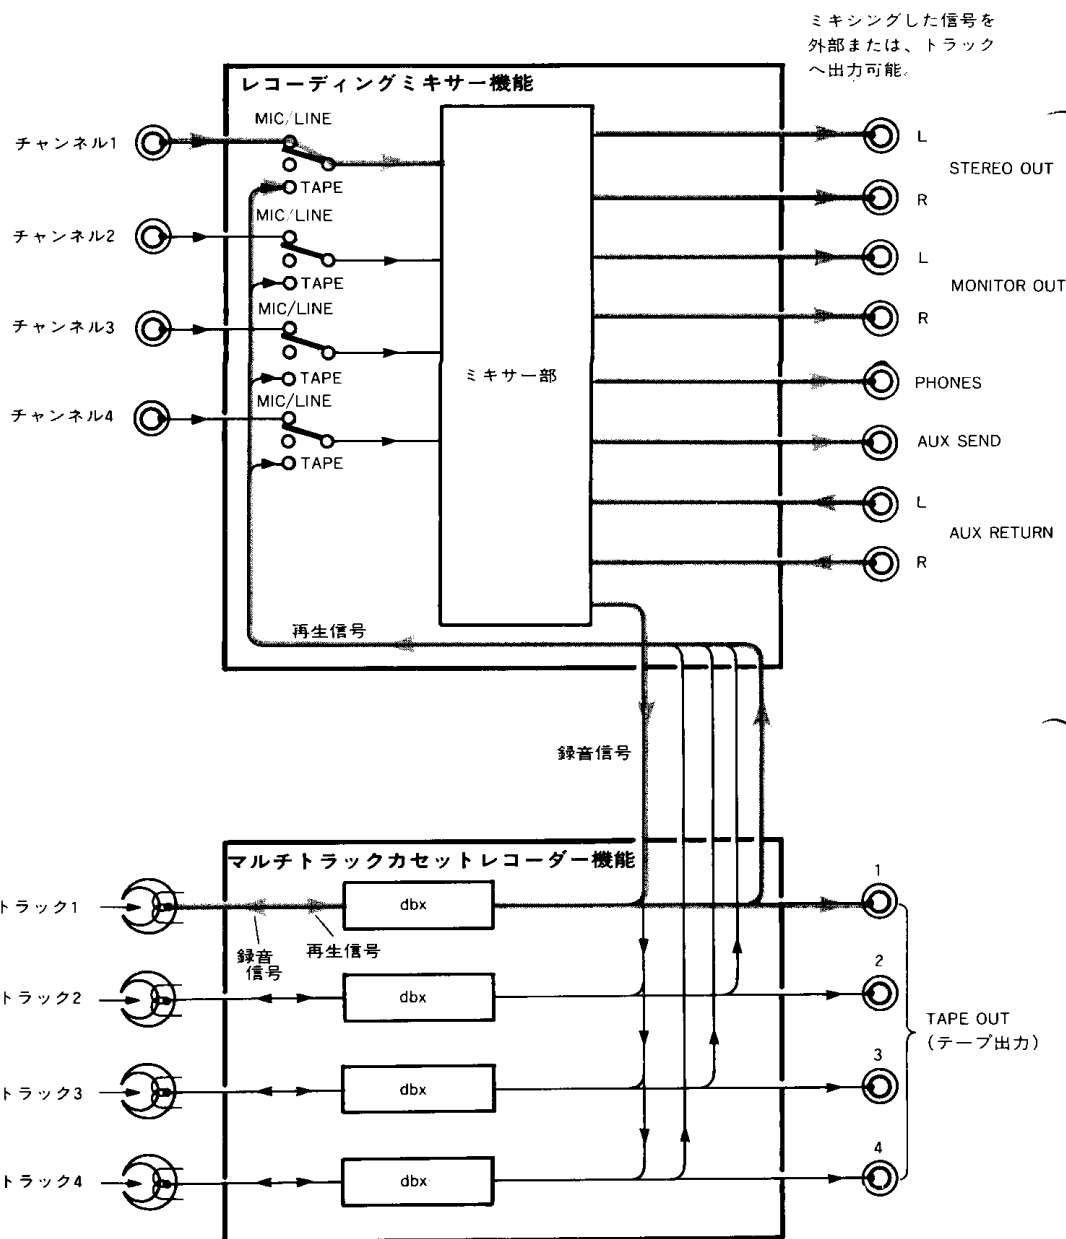 ミキシングした信号を
外部または、トラック
へ出力可能。
レコーディングミキサー機能
チャンネル1
MIC/LINE
TAPE
チャンネル2
MIC/LINE
TAPE
チャンネル3
MIC/LINE
TAPE
チャンネル4
MIC/LINE
TAPE
ミキサー部
L
STEREO OUT
R
L
MONITOR OUT
R
PHONES
AUX SEND
L
AUX RETURN
R
再生信号
録音信号
マルチトラックカセットレコーダー機能
トラック1
録音
信号
再生信号
dbx
1
トラック2
dbx
2
トラック3
dbx
3
トラック4
dbx
4
TAPE OUT
(テープ出力)